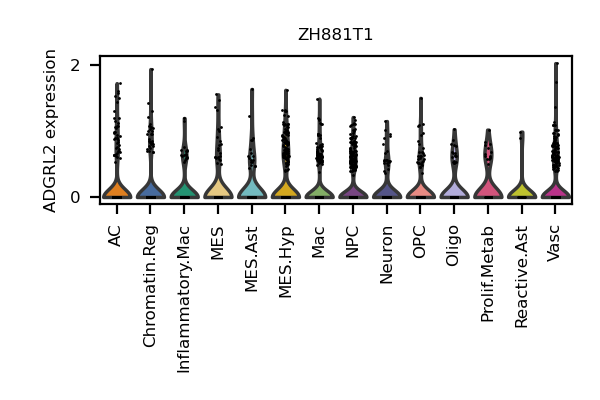 ZH881T1
ADGRL2 expression
2
0
AC
Chromatin.Reg
Inflammatory.Mac
MES
MES.Ast
MES.Hyp
Mac
NPC
Neuron
OPC
Oligo
Prolif.Metab
Reactive.Ast
Vasc